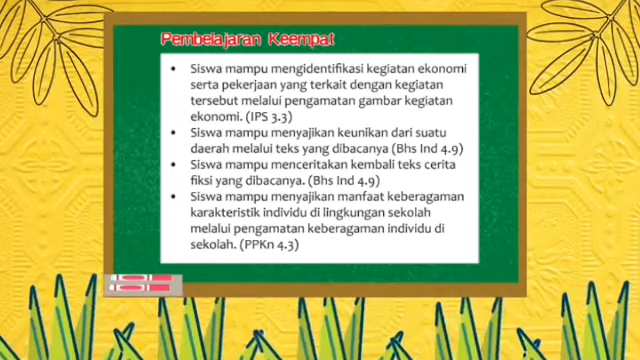 Pembelajaran Keempat
• Siswa mampu mengidentifikasi kegiatan ekonomi
serta pekerjaan yang terkait dengan kegiatan
tersebut melalui pengamatan gambar kegiatan
ekonomi. (IPS 3.3)
• Siswa mampu menyajikan keunikan dari suatu
daerah melalui teks yang dibacanya (Bhs Ind 4.9)
• Siswa mampu menceritakan kembali teks cerita
fiksi yang dibacanya. (Bhs Ind 4.9)
• Siswa mampu menyajikan manfaat keberagaman
karakteristik individu di lingkungan sekolah
melalui pengamatan keberagaman individu di
sekolah. (PPKn 4.3)